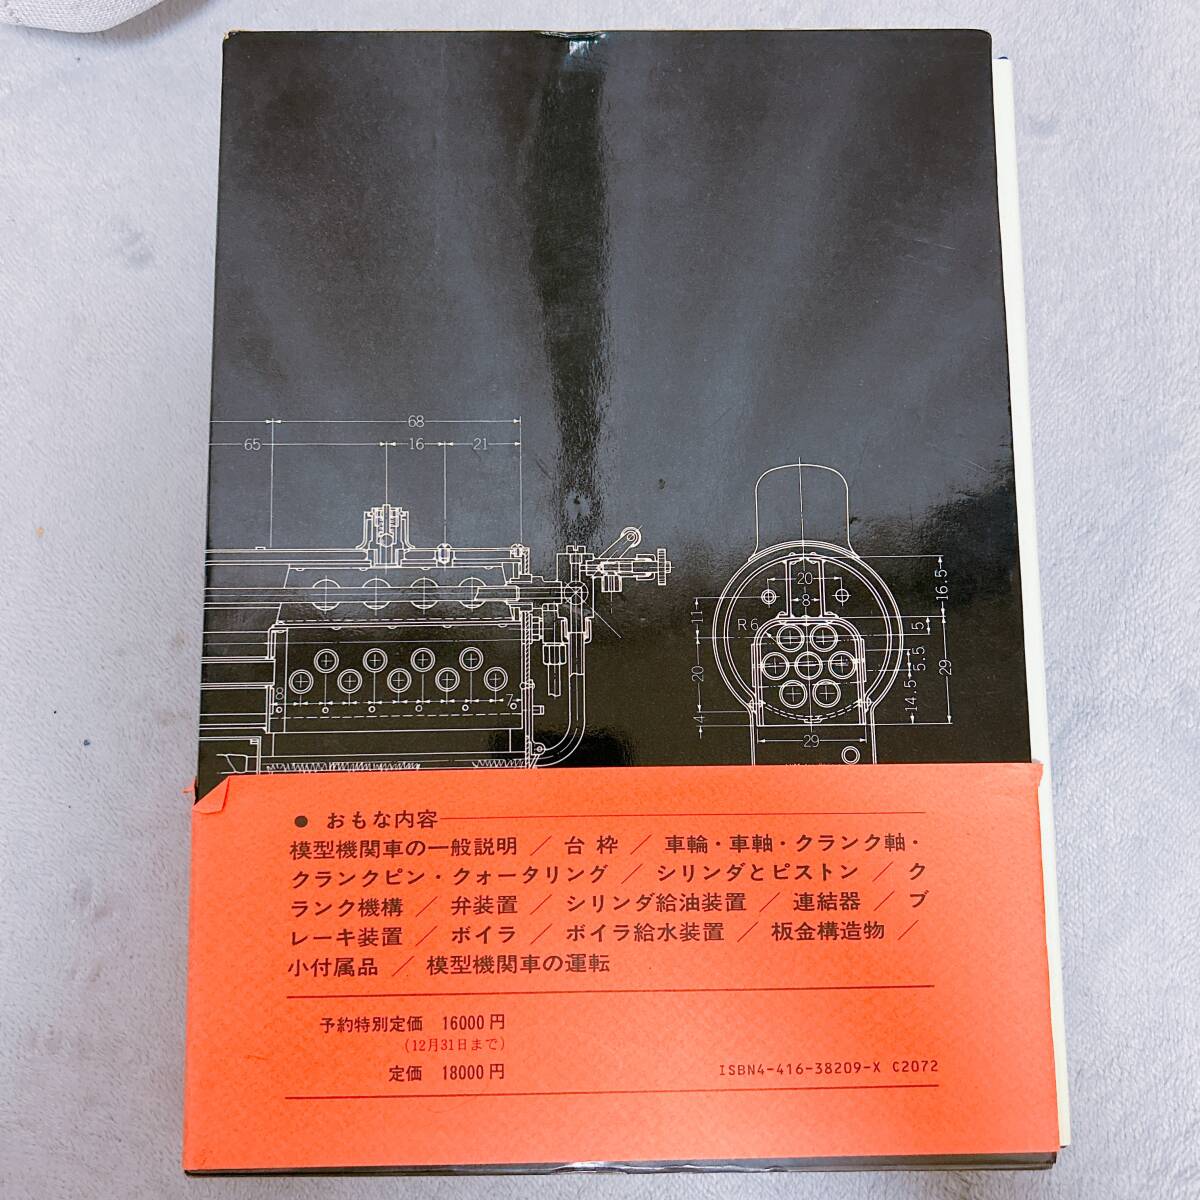 68
65 16 21
20
8
16.5
11
R6
5
5.5
20
29
14.5
4
29
8 7
● おもな内容
模型機関車の一般説明 ／ 台 枠 ／ 車輪・車軸・クランク軸・
クランクピン・クォータリング ／ シリンダとピストン ／ ク
ランク機構 ／ 弁装置 ／ シリンダ給油装置 ／ 連結器 ／ ブ
レーキ装置 ／ ボイラ ／ ボイラ給水装置 ／ 板金構造物 ／
小付属品 ／ 模型機関車の運転
予約特別定価 16000円
(12月31日まで)
定価 18000円
ISBN4-416-38209-X C2072